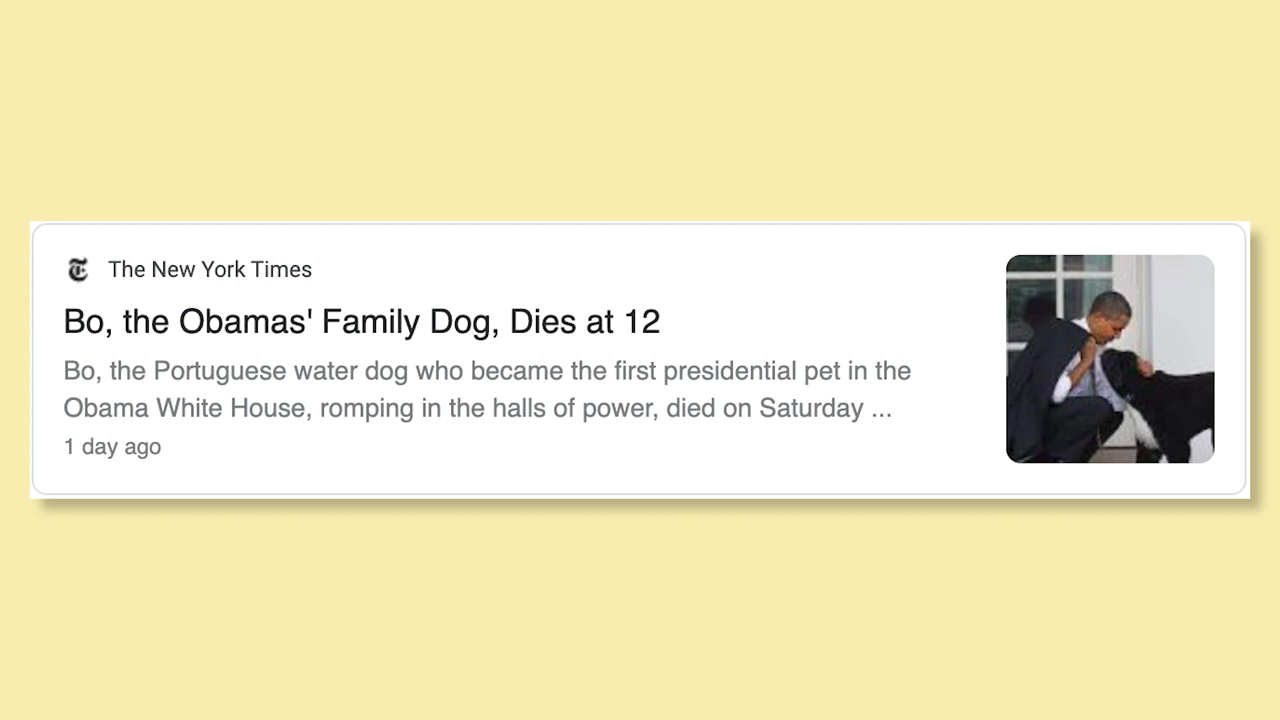 The New York Times
Bo, the Obamas' Family Dog, Dies at 12
Bo, the Portuguese water dog who became the first presidential pet in the
Obama White House, romping in the halls of power, died on Saturday ...
1 day ago